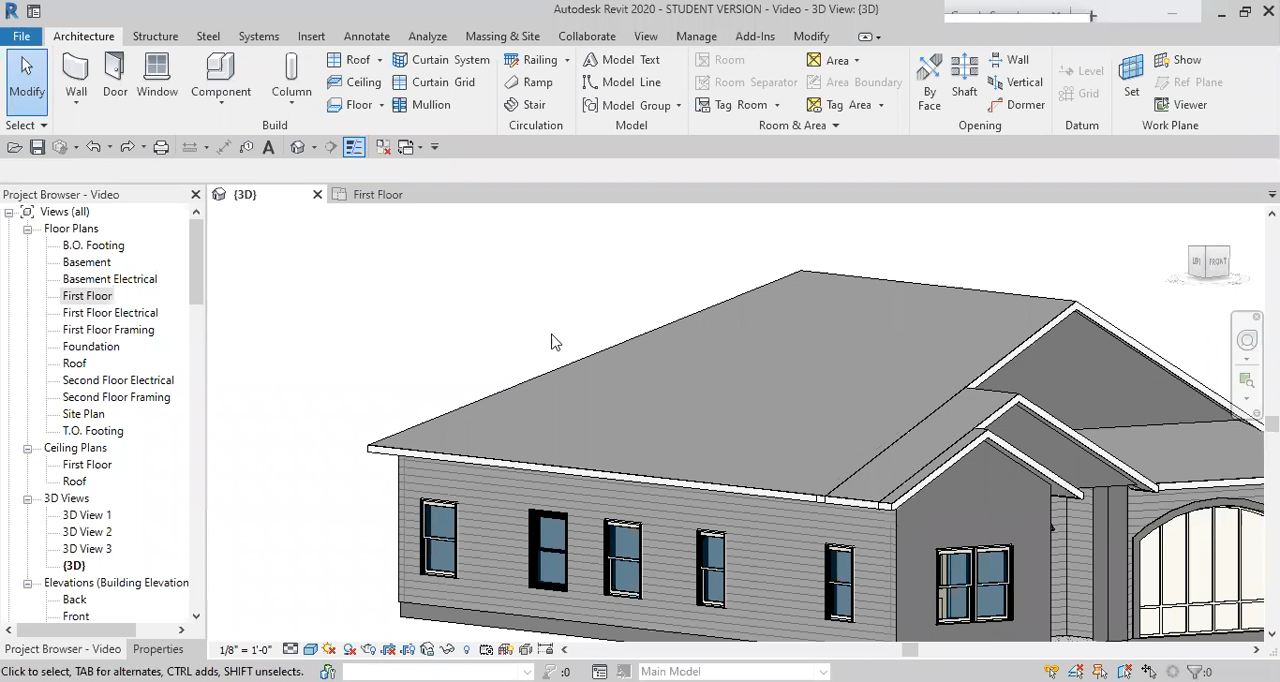 Autodesk Revit 2020 - STUDENT VERSION - Video - 3D View: {3D}
File Architecture Structure Steel Systems Insert Annotate Analyze Massing & Site Collaborate View Manage Add-Ins Modify
Modify Wall Door Window Component Column Roof Curtain System Railing Model Text Room Area By Face Shaft Wall Level Set Show
Ceiling Curtain Grid Ramp Model Line Room Separator Area Boundary Vertical Grid Ref Plane
Floor Mullion Stair Model Group Tag Room Tag Area Dormer Viewer
Select Build Circulation Model Room & Area Opening Datum Work Plane
Project Browser - Video
{3D} First Floor
Views (all)
Floor Plans
B.O. Footing
Basement
Basement Electrical
First Floor
First Floor Electrical
First Floor Framing
Foundation
Roof
Second Floor Electrical
Second Floor Framing
Site Plan
T.O. Footing
Ceiling Plans
First Floor
Roof
3D Views
3D View 1
3D View 2
3D View 3
{3D}
Elevations (Building Elevation
Back
Front
FRONT
Project Browser - Video Properties
1/8" = 1'-0"
Click to select, TAB for alternates, CTRL adds, SHIFT unselects.
:0
Main Model
:0